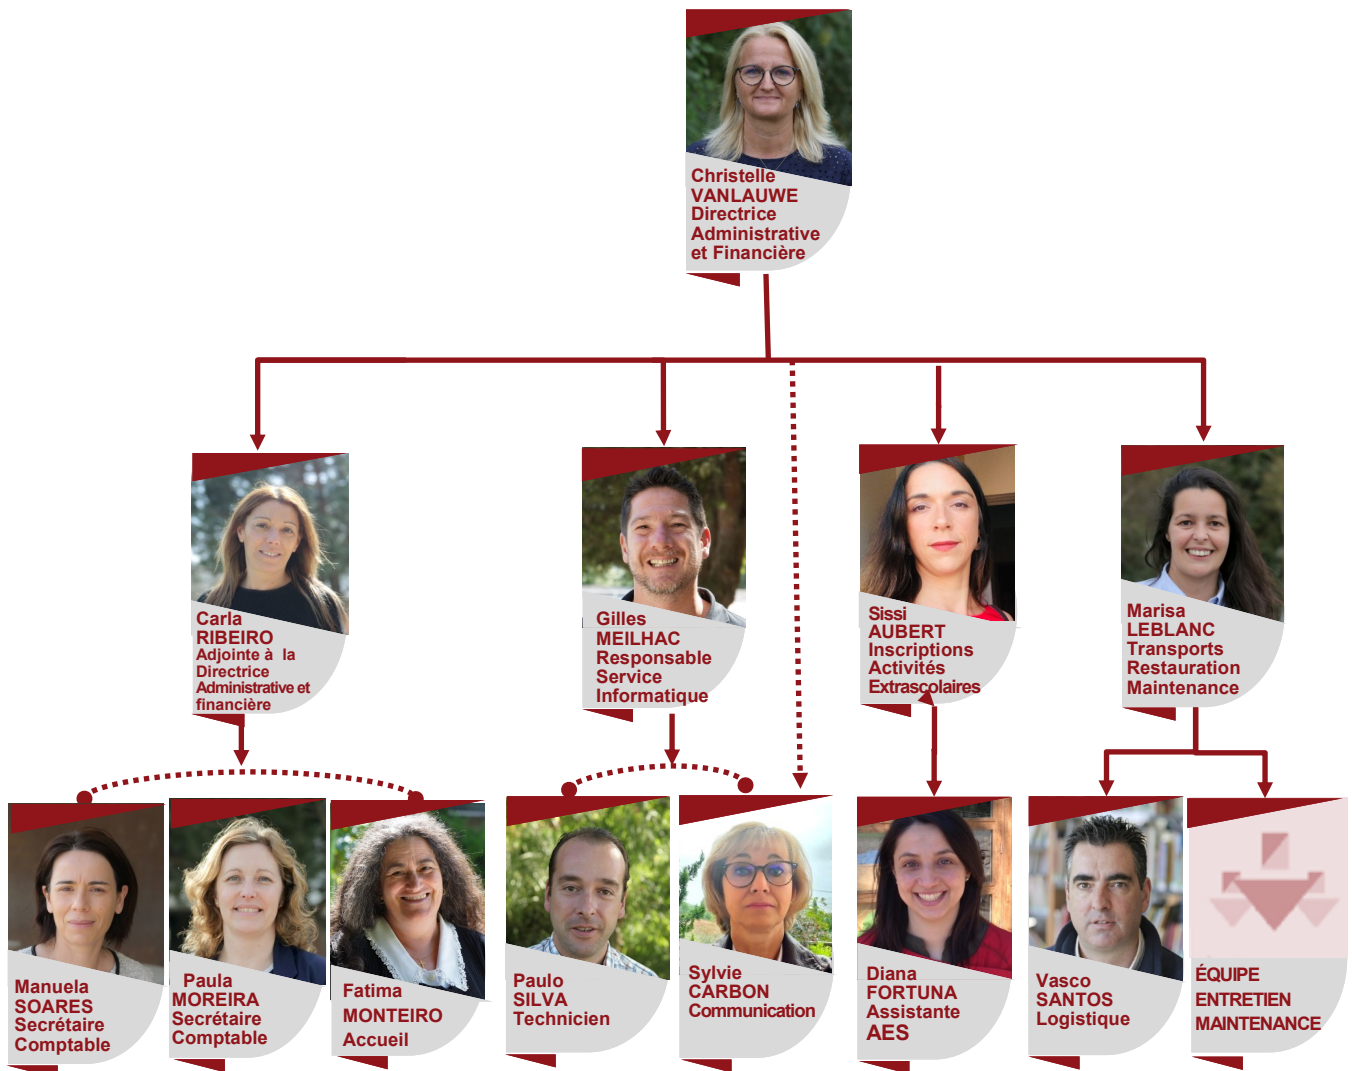 Christelle
VANLAUWE
Directrice
Administrative
et Financière
Carla
RIBEIRO
Adjointe à la
Directrice
Administrative et
financière
Gilles
MEILHAC
Responsable
Service
Informatique
Sissi
AUBERT
Inscriptions
Activités
Extrascolaires
Marisa
LEBLANC
Transports
Restauration
Maintenance
Manuela
SOARES
Secrétaire
Comptable
Paula
MOREIRA
Secrétaire
Comptable
Fatima
MONTEIRO
Accueil
Paulo
SILVA
Technicien
Sylvie
CARBON
Communication
Diana
FORTUNA
Assistante
AES
Vasco
SANTOS
Logistique
ÉQUIPE
ENTRETIEN
MAINTENANCE